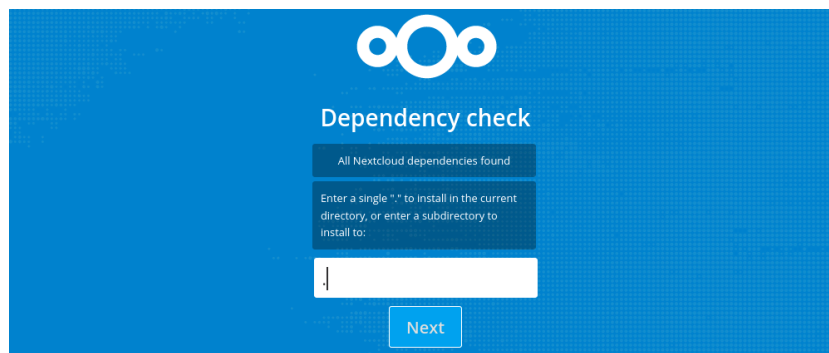 Dependency check
All Nextcloud dependencies found
Enter a single "." to install in the current
directory, or enter a subdirectory to
install to:
.
Next